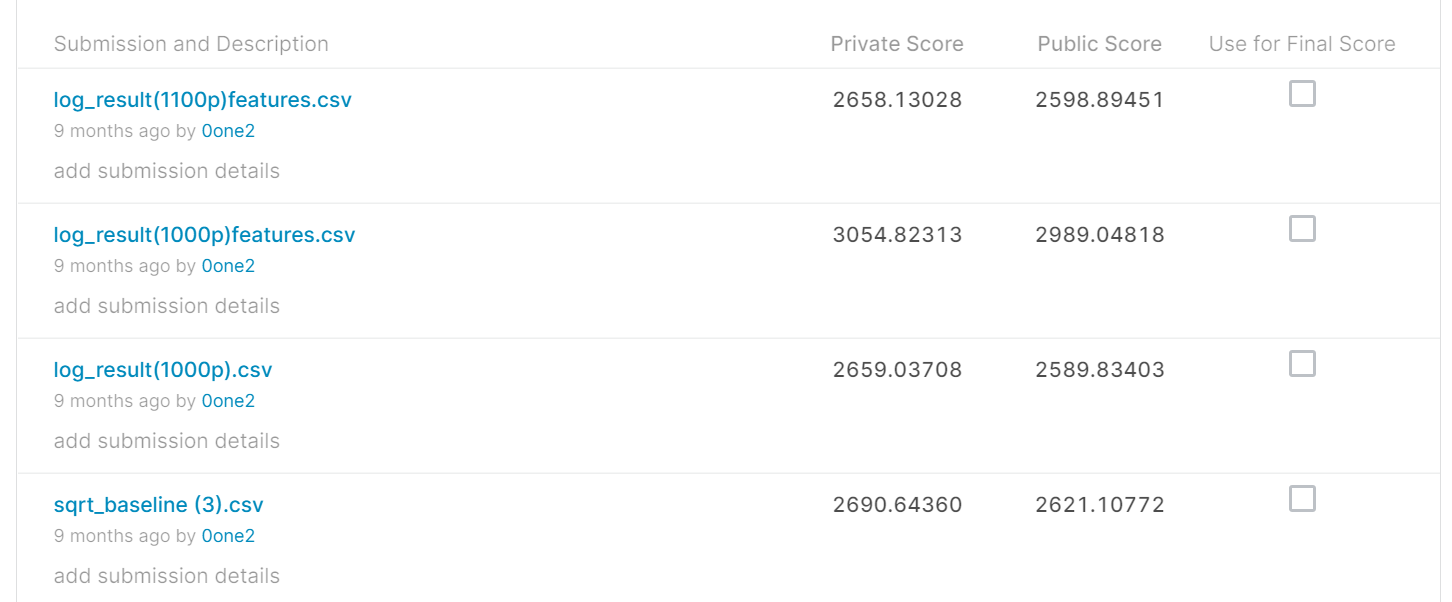 Submission and Description Private Score Public Score Use for Final Score
log_result(1100p)features.csv 2658.13028 2598.89451
9 months ago by 0one2
add submission details
log_result(1000p)features.csv 3054.82313 2989.04818
9 months ago by 0one2
add submission details
log_result(1000p).csv 2659.03708 2589.83403
9 months ago by 0one2
add submission details
sqrt_baseline (3).csv 2690.64360 2621.10772
9 months ago by 0one2
add submission details